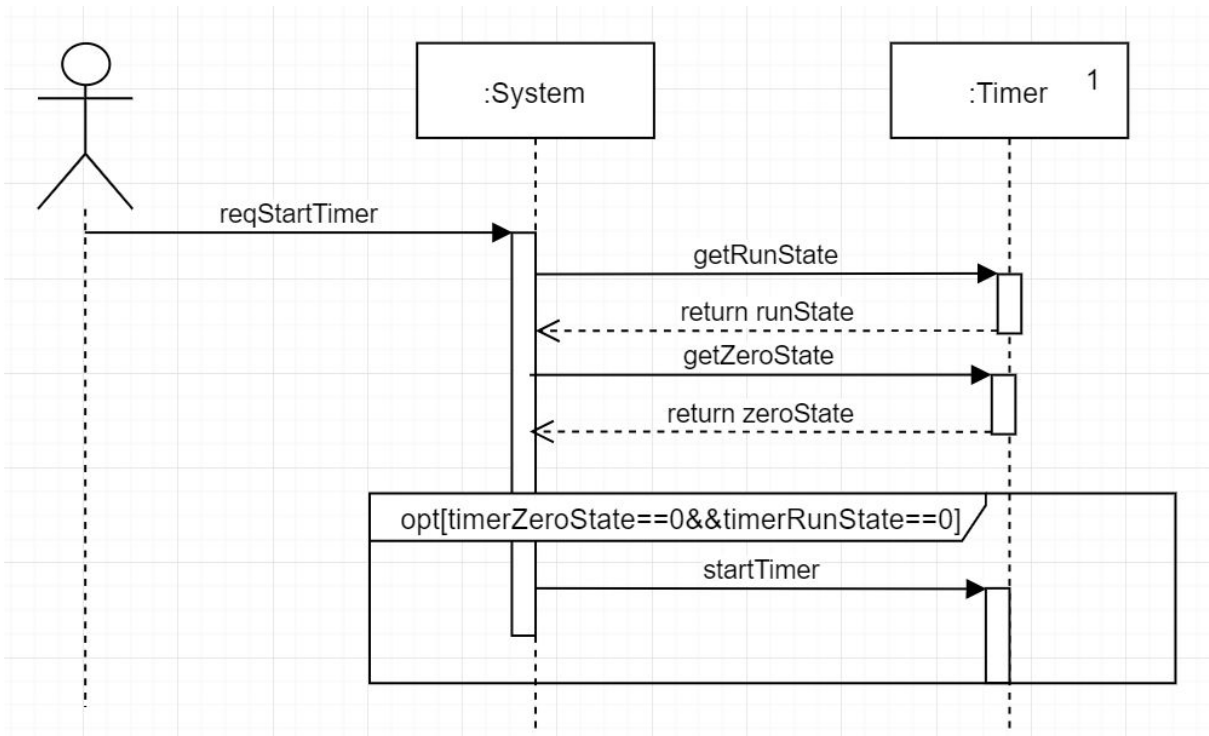 :System
:Timer 1
reqStartTimer
getRunState
return runState
getZeroState
return zeroState
opt[timerZeroState==0&&timerRunState==0]
startTimer